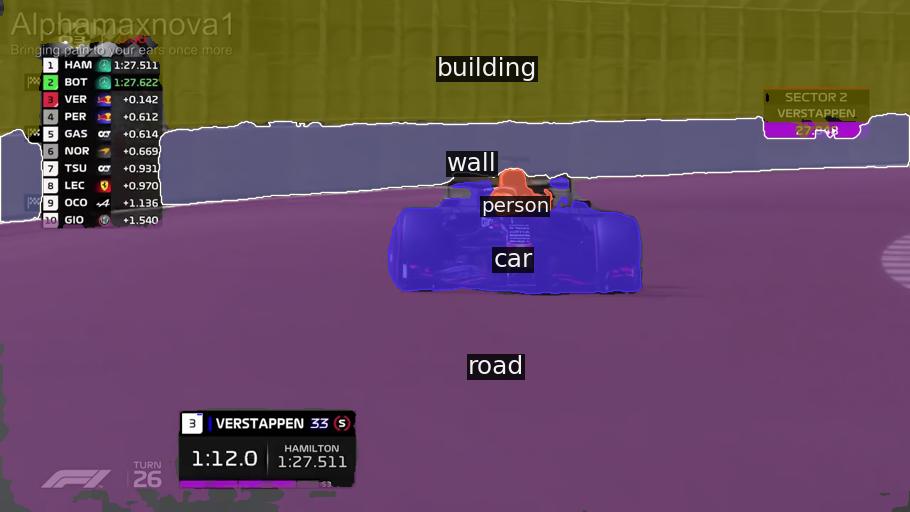 Alphamaxnova1
Bringing pain to your ears once more
1 HAM 1:27.511
2 BOT 1:27.622
3 VER +0.142
4 PER +0.612
5 GAS +0.614
6 NOR +0.669
7 TSU +0.931
8 LEC +0.970
9 OCO +1.136
10 GIO +1.540
building
SECTOR 2
VERSTAPPEN
wall
person
car
road
3 VERSTAPPEN 33 S
1:12.0
HAMILTON
1:27.511
S3
F1
TURN
26